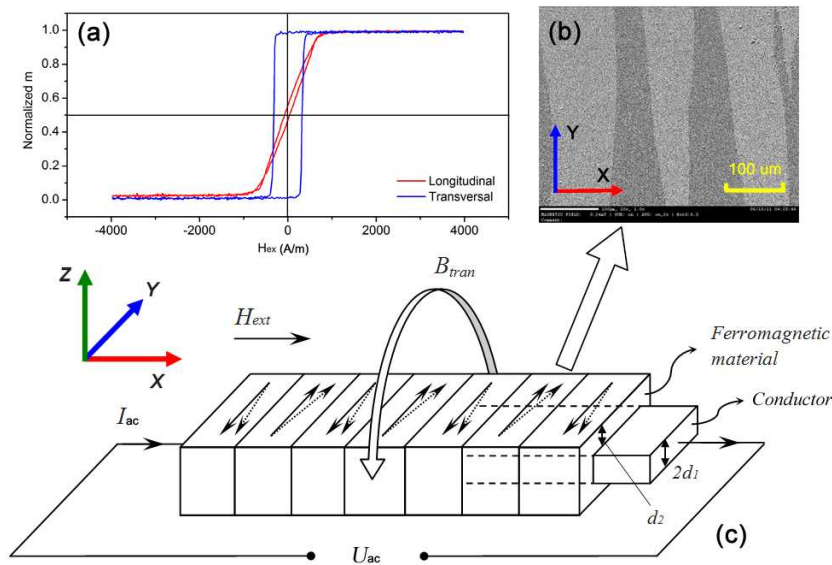 (a)
1.0
0.8
0.6
0.4
0.2
0.0
Normalized m
Longitudinal
Transversal
-4000 -2000 0 2000 4000
Hex (A/m)
(b)
Y
X
100 um
Z
Y
X
Hext
Btran
Iac
Ferromagnetic
material
Conductor
2d1
d2
Uac
(c)